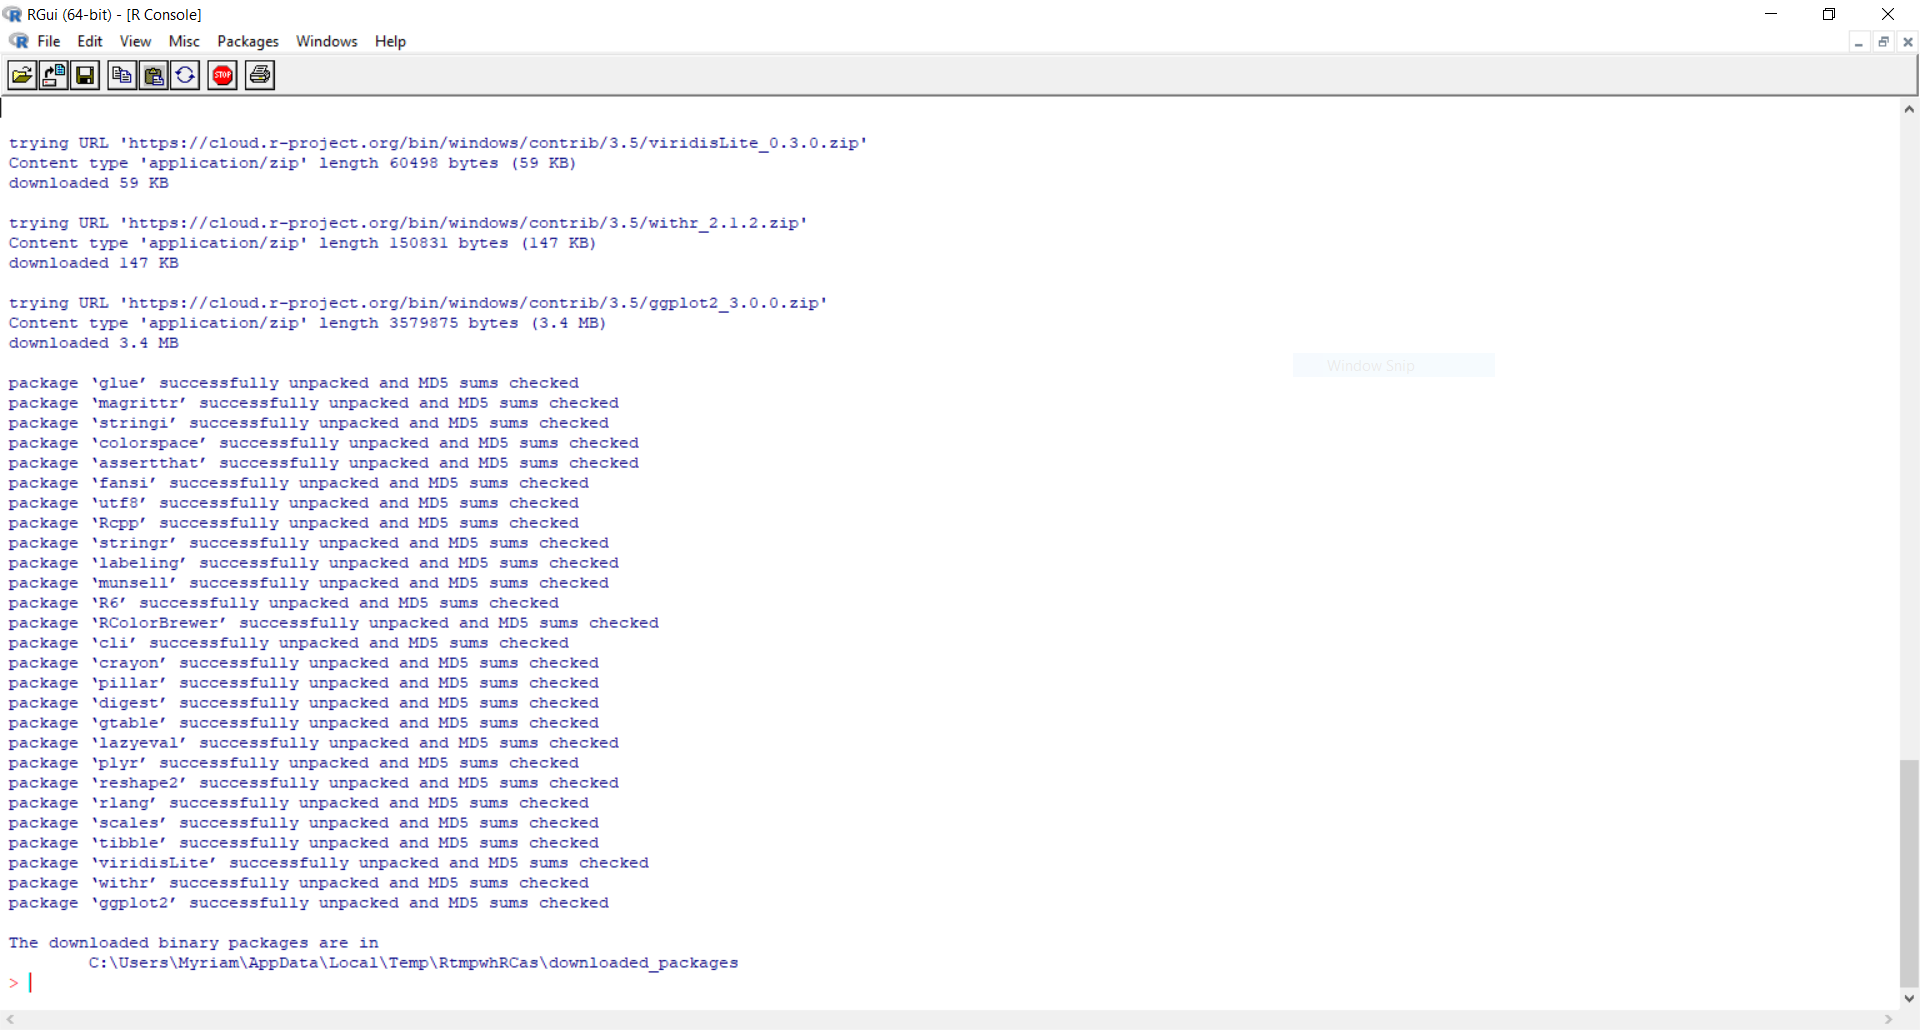 RGui (64-bit) - [R Console]
File Edit View Misc Packages Windows Help
STOP
trying URL 'https://cloud.r-project.org/bin/windows/contrib/3.5/viridisLite_0.3.0.zip'
Content type 'application/zip' length 60498 bytes (59 KB)
downloaded 59 KB
trying URL 'https://cloud.r-project.org/bin/windows/contrib/3.5/withr_2.1.2.zip'
Content type 'application/zip' length 150831 bytes (147 KB)
downloaded 147 KB
trying URL 'https://cloud.r-project.org/bin/windows/contrib/3.5/ggplot2_3.0.0.zip'
Content type 'application/zip' length 3579875 bytes (3.4 MB)
downloaded 3.4 MB
Window Snip
package ‘glue’ successfully unpacked and MD5 sums checked
package ‘magrittr’ successfully unpacked and MD5 sums checked
package ‘stringi’ successfully unpacked and MD5 sums checked
package ‘colorspace’ successfully unpacked and MD5 sums checked
package ‘assertthat’ successfully unpacked and MD5 sums checked
package ‘fansi’ successfully unpacked and MD5 sums checked
package ‘utf8’ successfully unpacked and MD5 sums checked
package ‘Rcpp’ successfully unpacked and MD5 sums checked
package ‘stringr’ successfully unpacked and MD5 sums checked
package ‘labeling’ successfully unpacked and MD5 sums checked
package ‘munsell’ successfully unpacked and MD5 sums checked
package ‘R6’ successfully unpacked and MD5 sums checked
package ‘RColorBrewer’ successfully unpacked and MD5 sums checked
package ‘cli’ successfully unpacked and MD5 sums checked
package ‘crayon’ successfully unpacked and MD5 sums checked
package ‘pillar’ successfully unpacked and MD5 sums checked
package ‘digest’ successfully unpacked and MD5 sums checked
package ‘gtable’ successfully unpacked and MD5 sums checked
package ‘lazyeval’ successfully unpacked and MD5 sums checked
package ‘plyr’ successfully unpacked and MD5 sums checked
package ‘reshape2’ successfully unpacked and MD5 sums checked
package ‘rlang’ successfully unpacked and MD5 sums checked
package ‘scales’ successfully unpacked and MD5 sums checked
package ‘tibble’ successfully unpacked and MD5 sums checked
package ‘viridisLite’ successfully unpacked and MD5 sums checked
package ‘withr’ successfully unpacked and MD5 sums checked
package ‘ggplot2’ successfully unpacked and MD5 sums checked
The downloaded binary packages are in
C:\Users\Myriam\AppData\Local\Temp\RtmpwhRCas\downloaded_packages
>